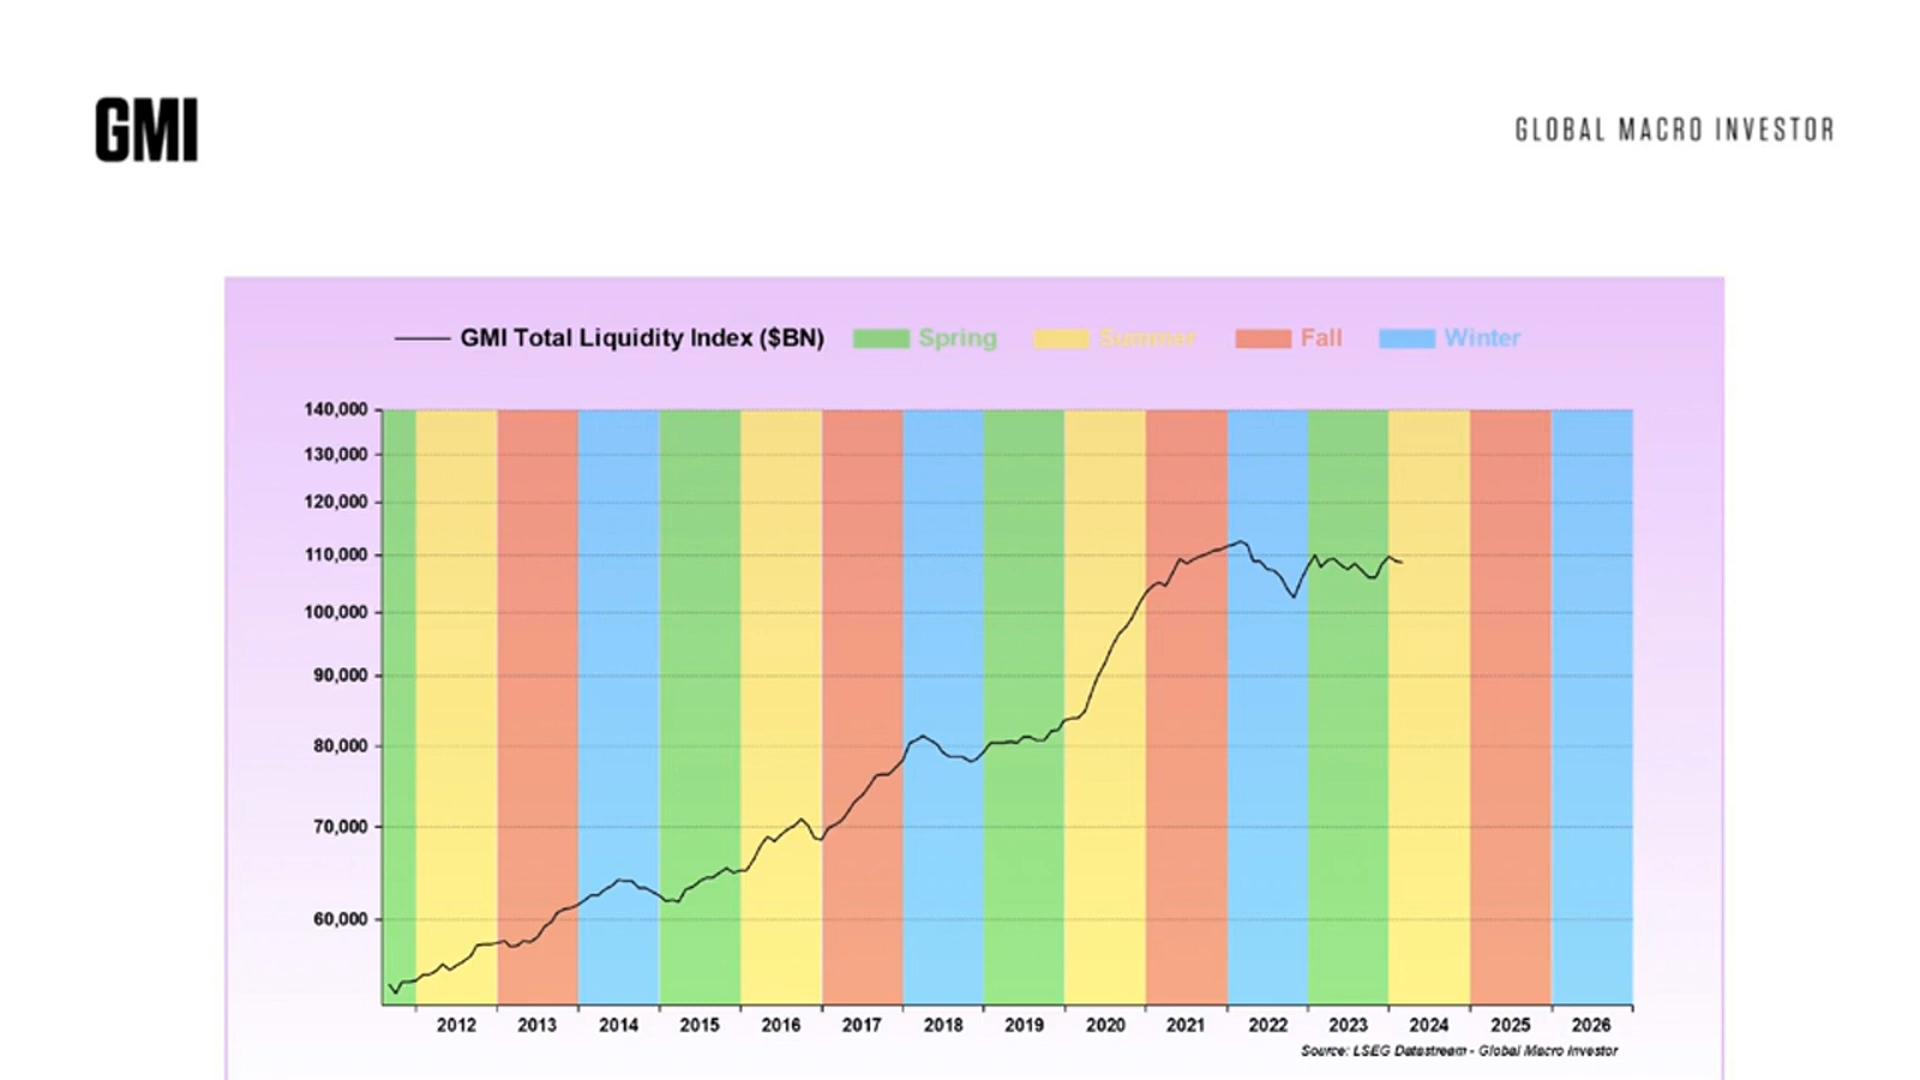 GMI
GLOBAL MACRO INVESTOR
GMI Total Liquidity Index ($BN) Spring Summer Fall Winter
140,000
130,000
120,000
110,000
100,000
90,000
80,000
70,000
60,000
2012 2013 2014 2015 2016 2017 2018 2019 2020 2021 2022 2023 2024 2025 2026
Source: LSEG Datastream - Global Macro Investor